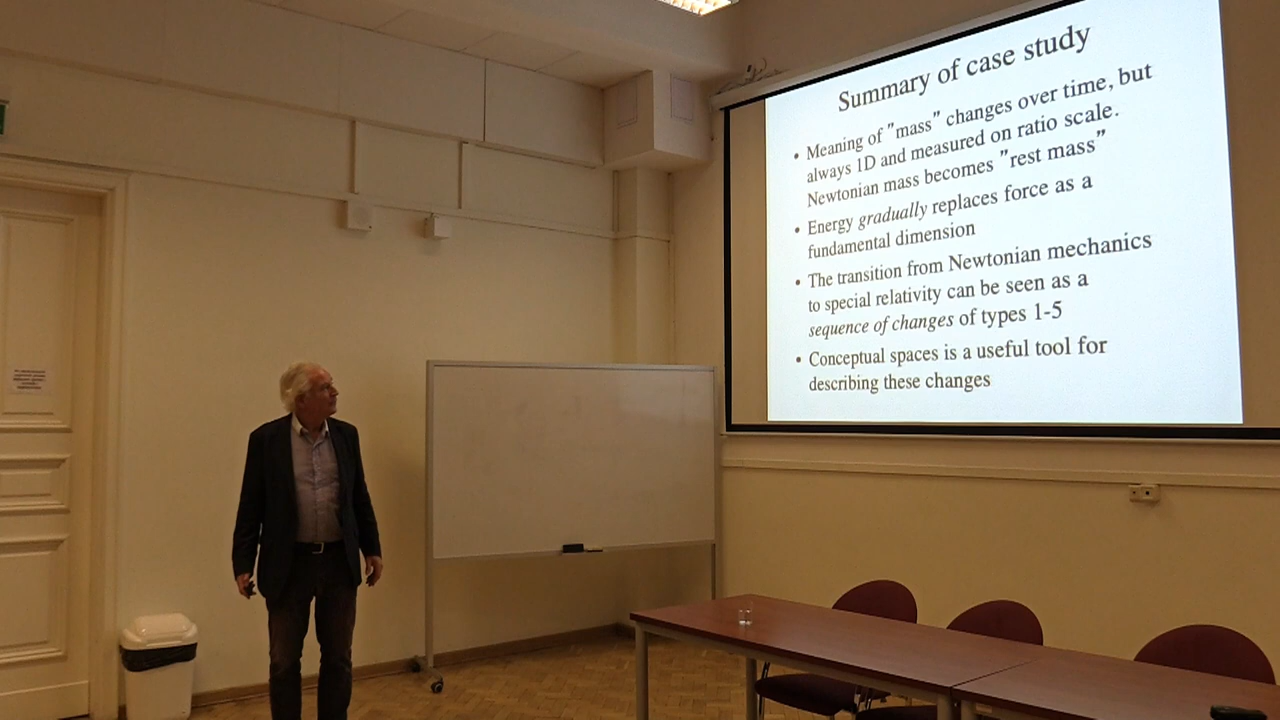 Summary of case study
• Meaning of "mass" changes over time, but
always 1D and measured on ratio scale.
Newtonian mass becomes "rest mass"
• Energy gradually replaces force as a
fundamental dimension
• The transition from Newtonian mechanics
to special relativity can be seen as a
sequence of changes of types 1-5
• Conceptual spaces is a useful tool for
describing these changes